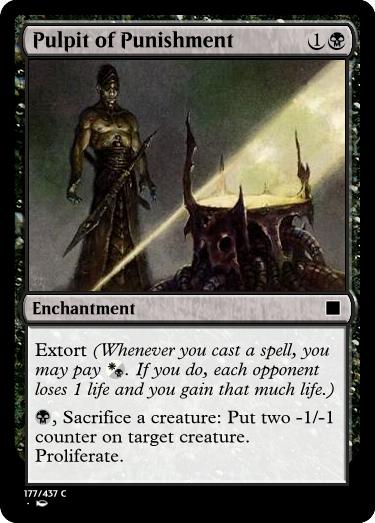 Pulpit of Punishment 1
Enchantment
Extort (Whenever you cast a spell, you
may pay . If you do, each opponent
loses 1 life and you gain that much life.)
, Sacrifice a creature: Put two -1/-1
counter on target creature.
Proliferate.
177/437 C